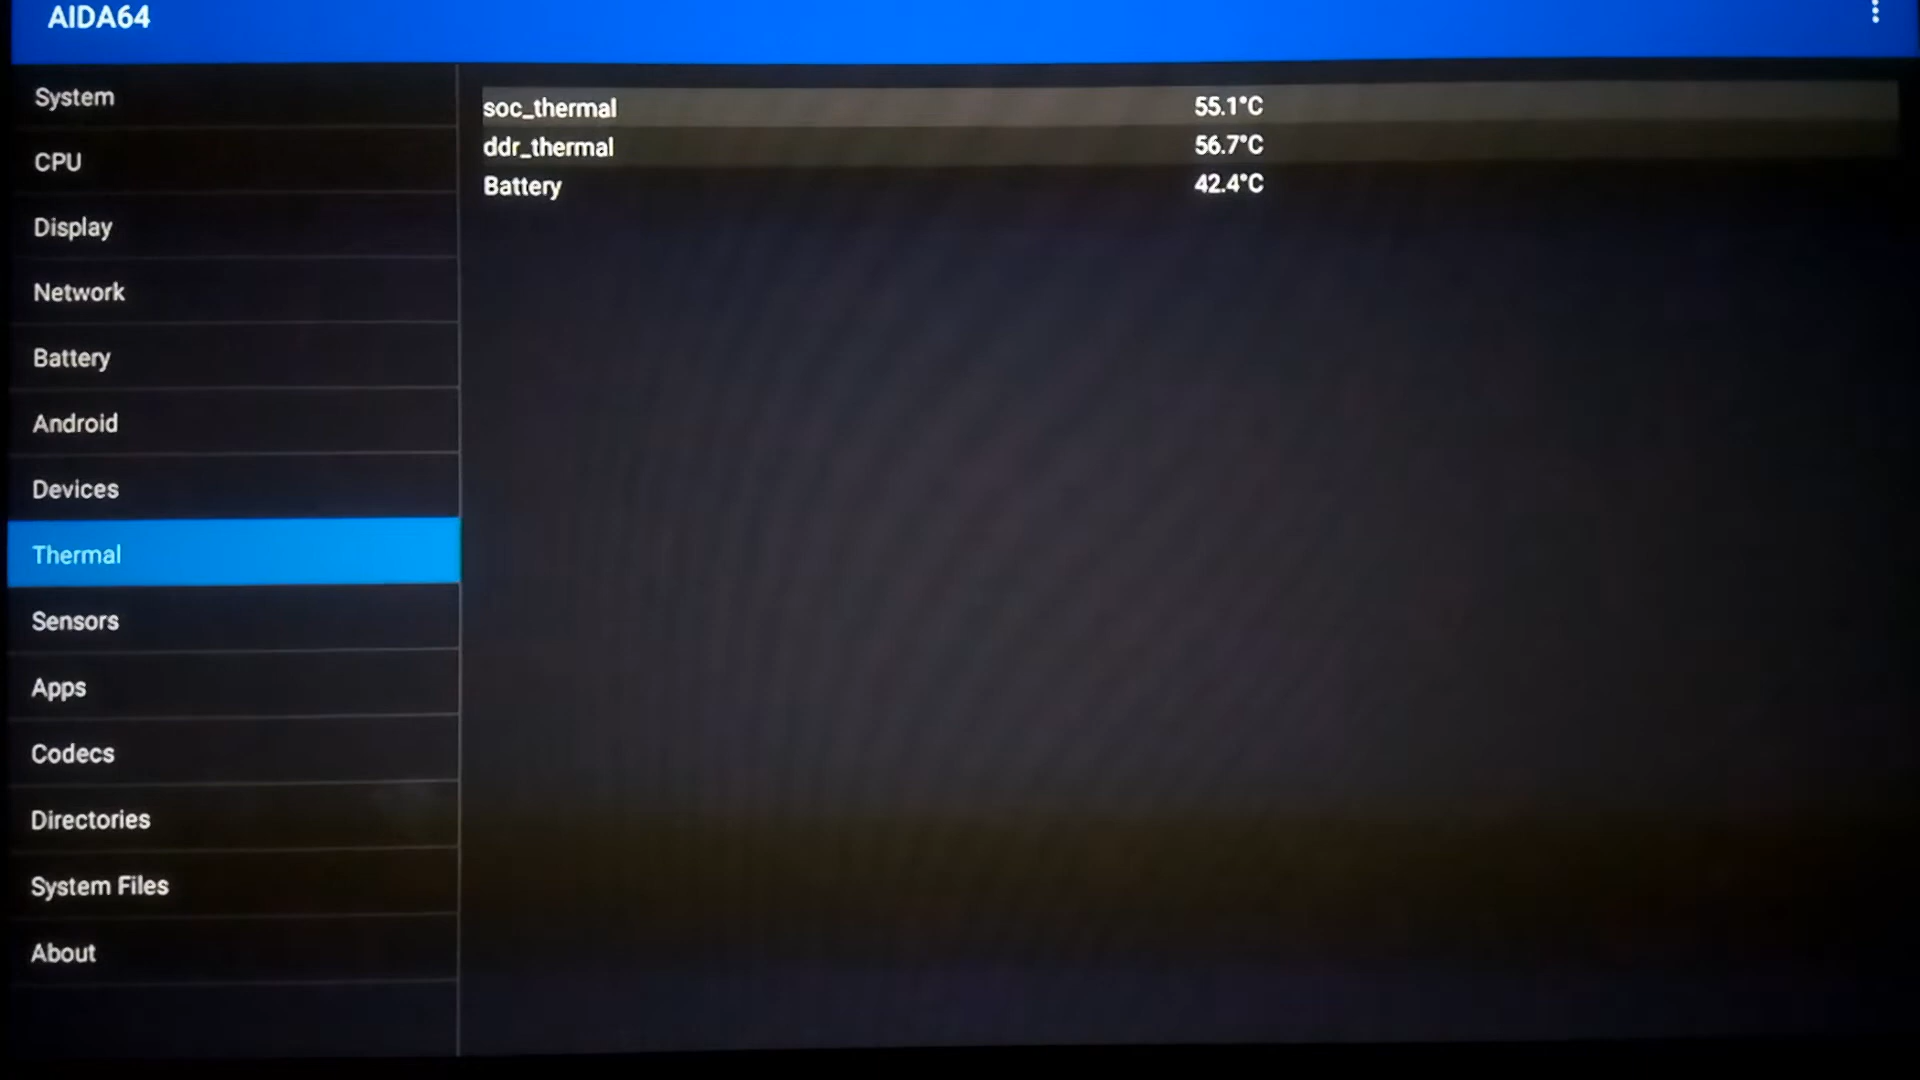 AIDA64
System
CPU
Display
Network
Battery
Android
Devices
Thermal
Sensors
Apps
Codecs
Directories
System Files
About
soc_thermal 55.1°C
ddr_thermal 56.7°C
Battery 42.4°C